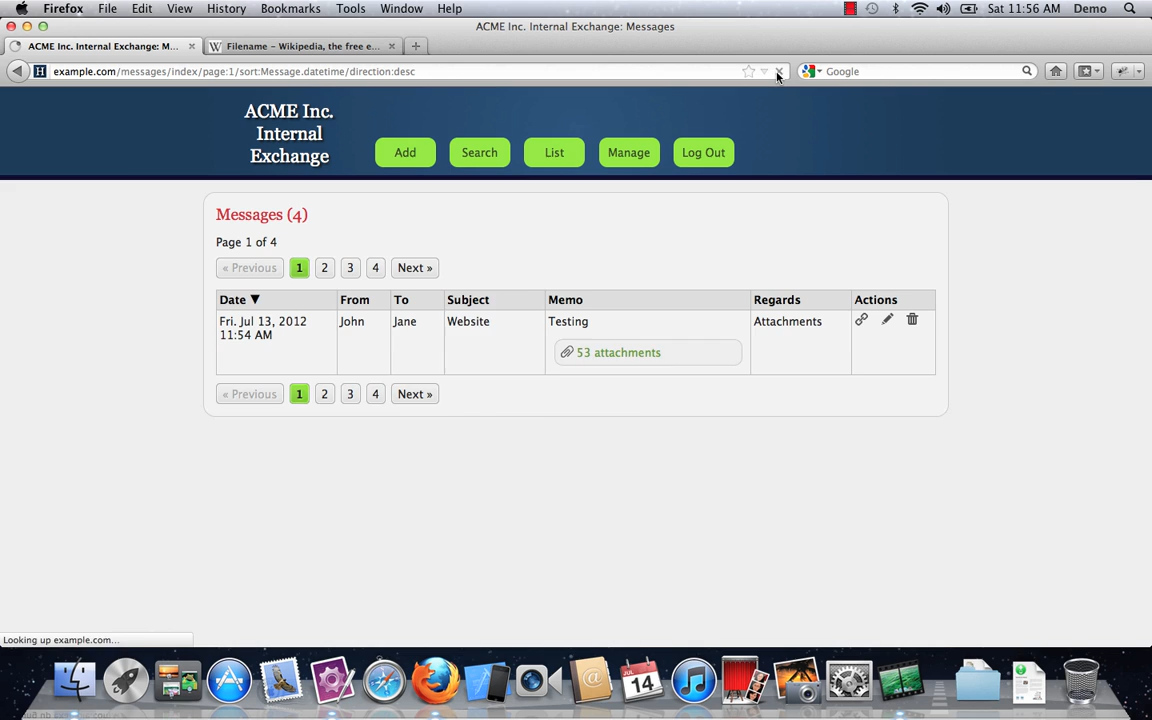 Firefox File Edit View History Bookmarks Tools Window Help Sat 11:56 AM Demo
ACME Inc. Internal Exchange: Messages
ACME Inc. Internal Exchange: M... W Filename – Wikipedia, the free e...
H example.com/messages/index/page:1/sort:Message.datetime/direction:desc Google
ACME Inc.
Internal
Exchange
Add Search List Manage Log Out
Messages (4)
Page 1 of 4
« Previous 1 2 3 4 Next »
Date ▼ From To Subject Memo Regards Actions
Fri. Jul 13, 2012 John Jane Website Testing Attachments
11:54 AM
53 attachments
« Previous 1 2 3 4 Next »
Looking up example.com...
JUL
14